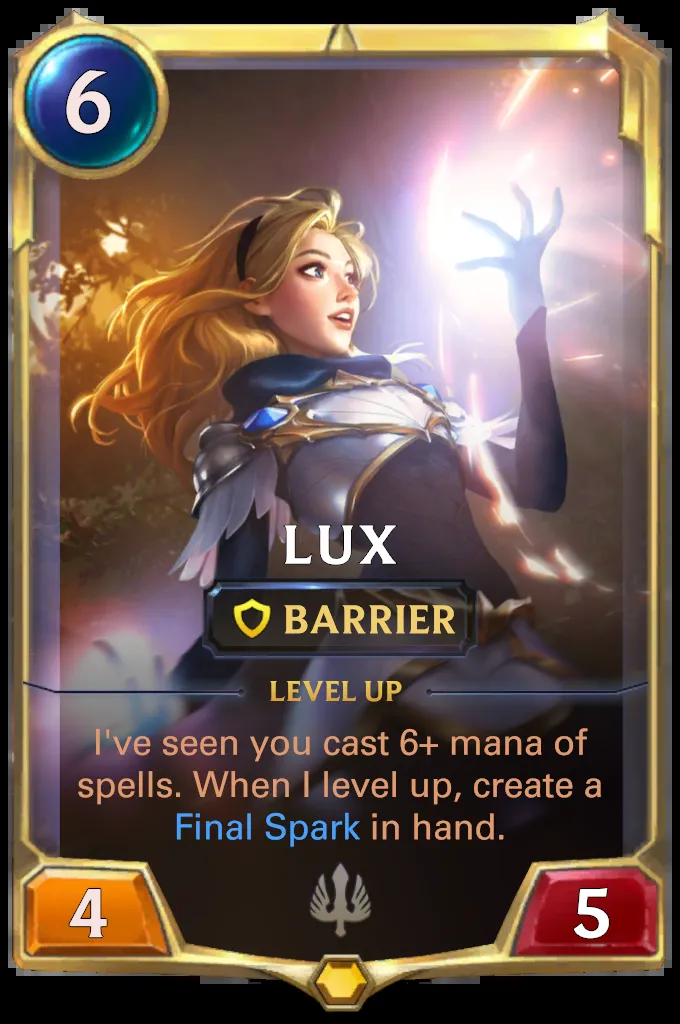 6
LUX
BARRIER
LEVEL UP
I've seen you cast 6+ mana of
spells. When I level up, create a
Final Spark in hand.
4
5